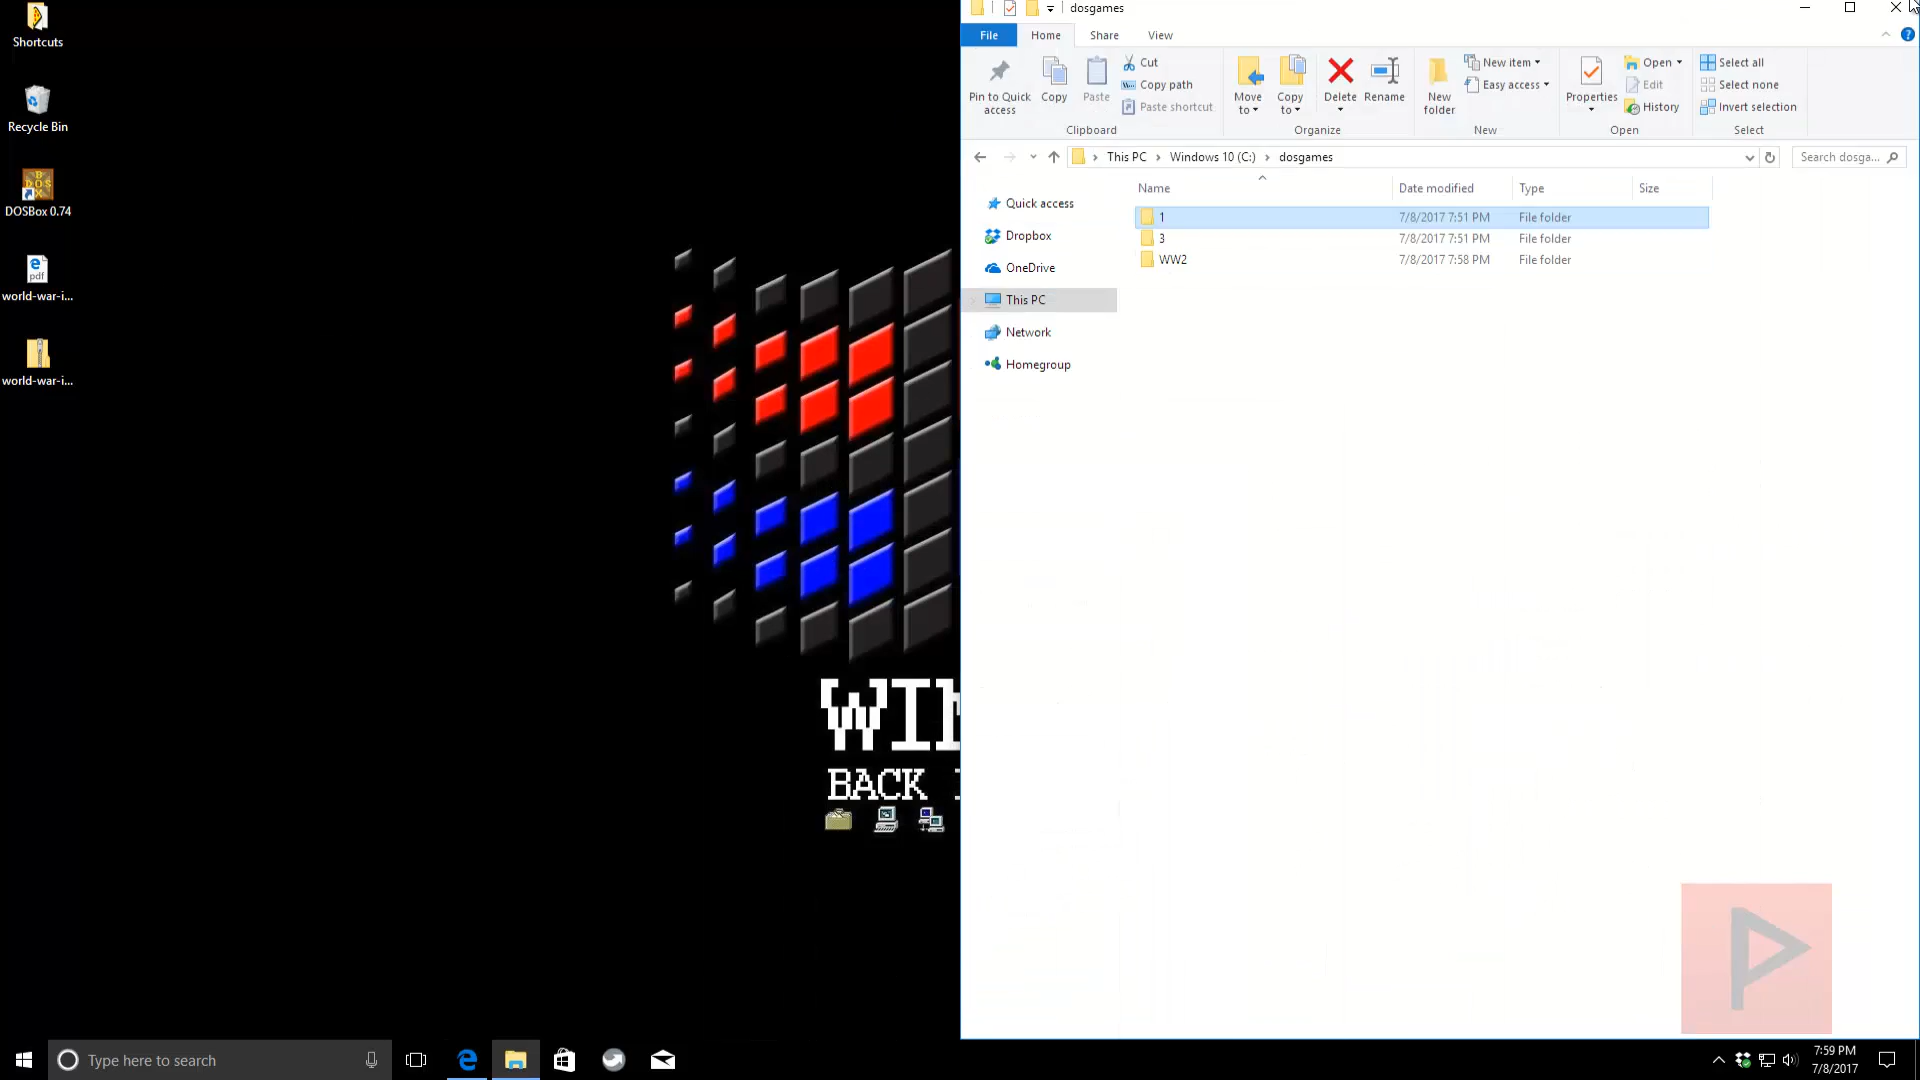 Shortcuts
Recycle Bin
DOSBox 0.74
pdf
world-war-i...
world-war-i...
WIN
BACK
dosgames
File
Home
Share
View
Pin to Quick access
Copy
Paste
Cut
Copy path
Paste shortcut
Clipboard
Move to
Copy to
Delete
Rename
Organize
New folder
New item
Easy access
New
Properties
Open
Edit
History
Open
Select all
Select none
Invert selection
Select
This PC
Windows 10 (C:)
dosgames
Search dosga...
Name
Date modified
Type
Size
1
7/8/2017 7:51 PM
File folder
3
7/8/2017 7:51 PM
File folder
WW2
7/8/2017 7:58 PM
File folder
Quick access
Dropbox
OneDrive
This PC
Network
Homegroup
Type here to search
7:59 PM
7/8/2017